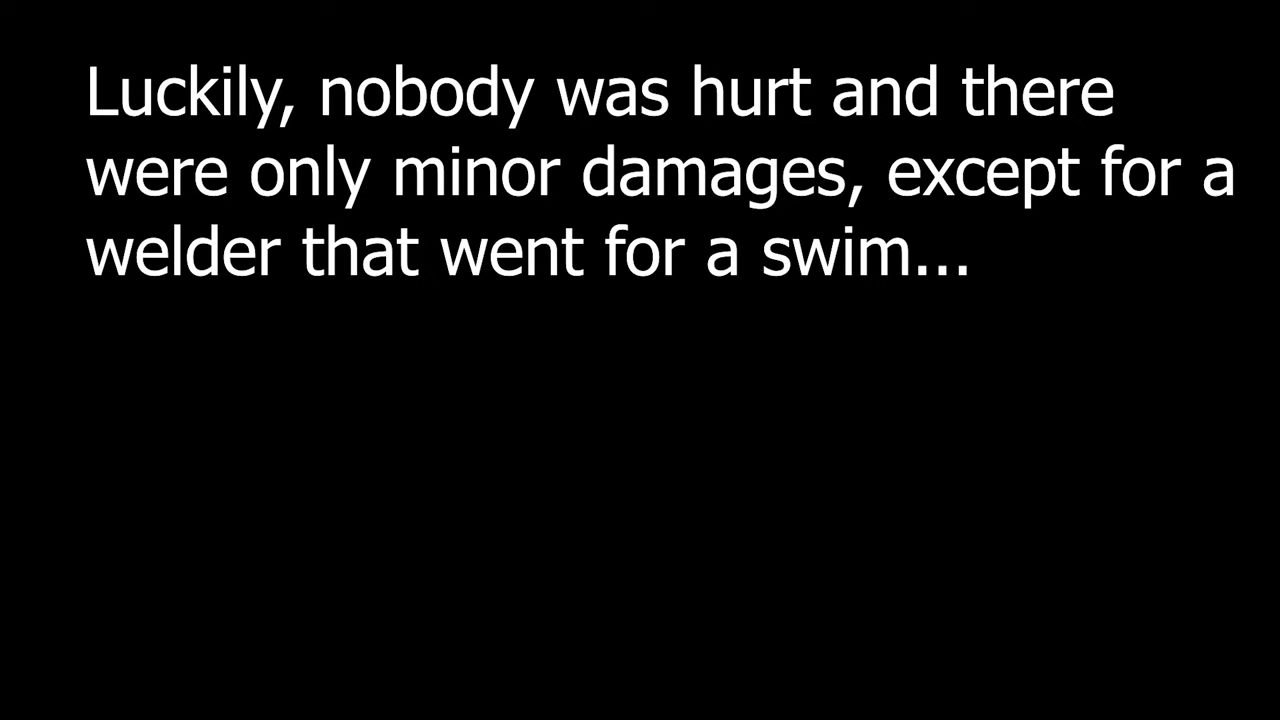 Luckily, nobody was hurt and there
were only minor damages, except for a
welder that went for a swim...